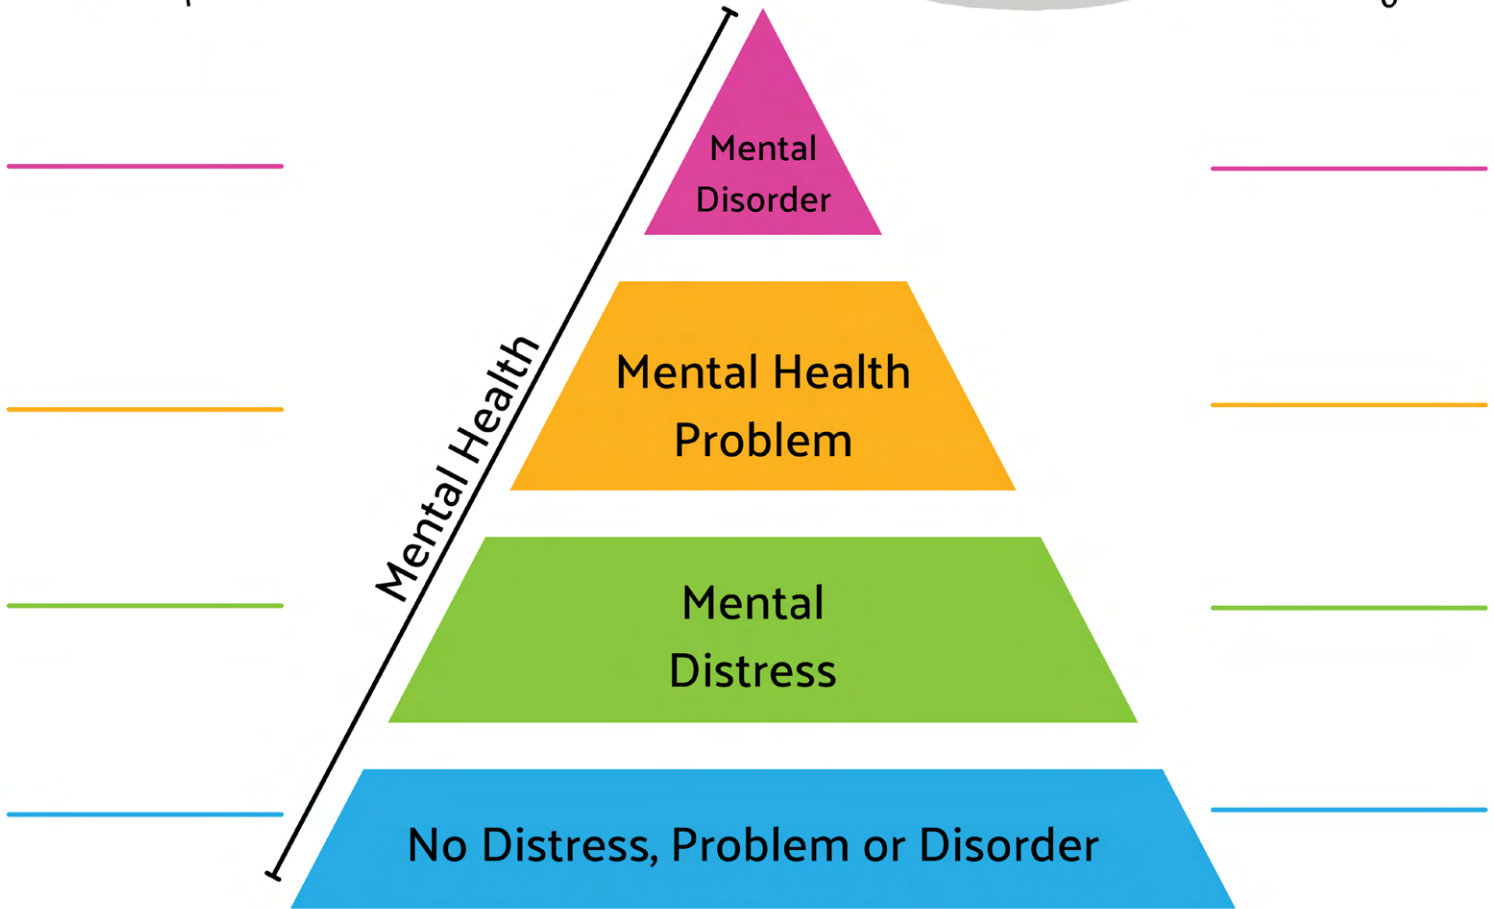 Mental
Disorder
Mental Health
Problem
Mental Health
Mental
Distress
No Distress, Problem or Disorder